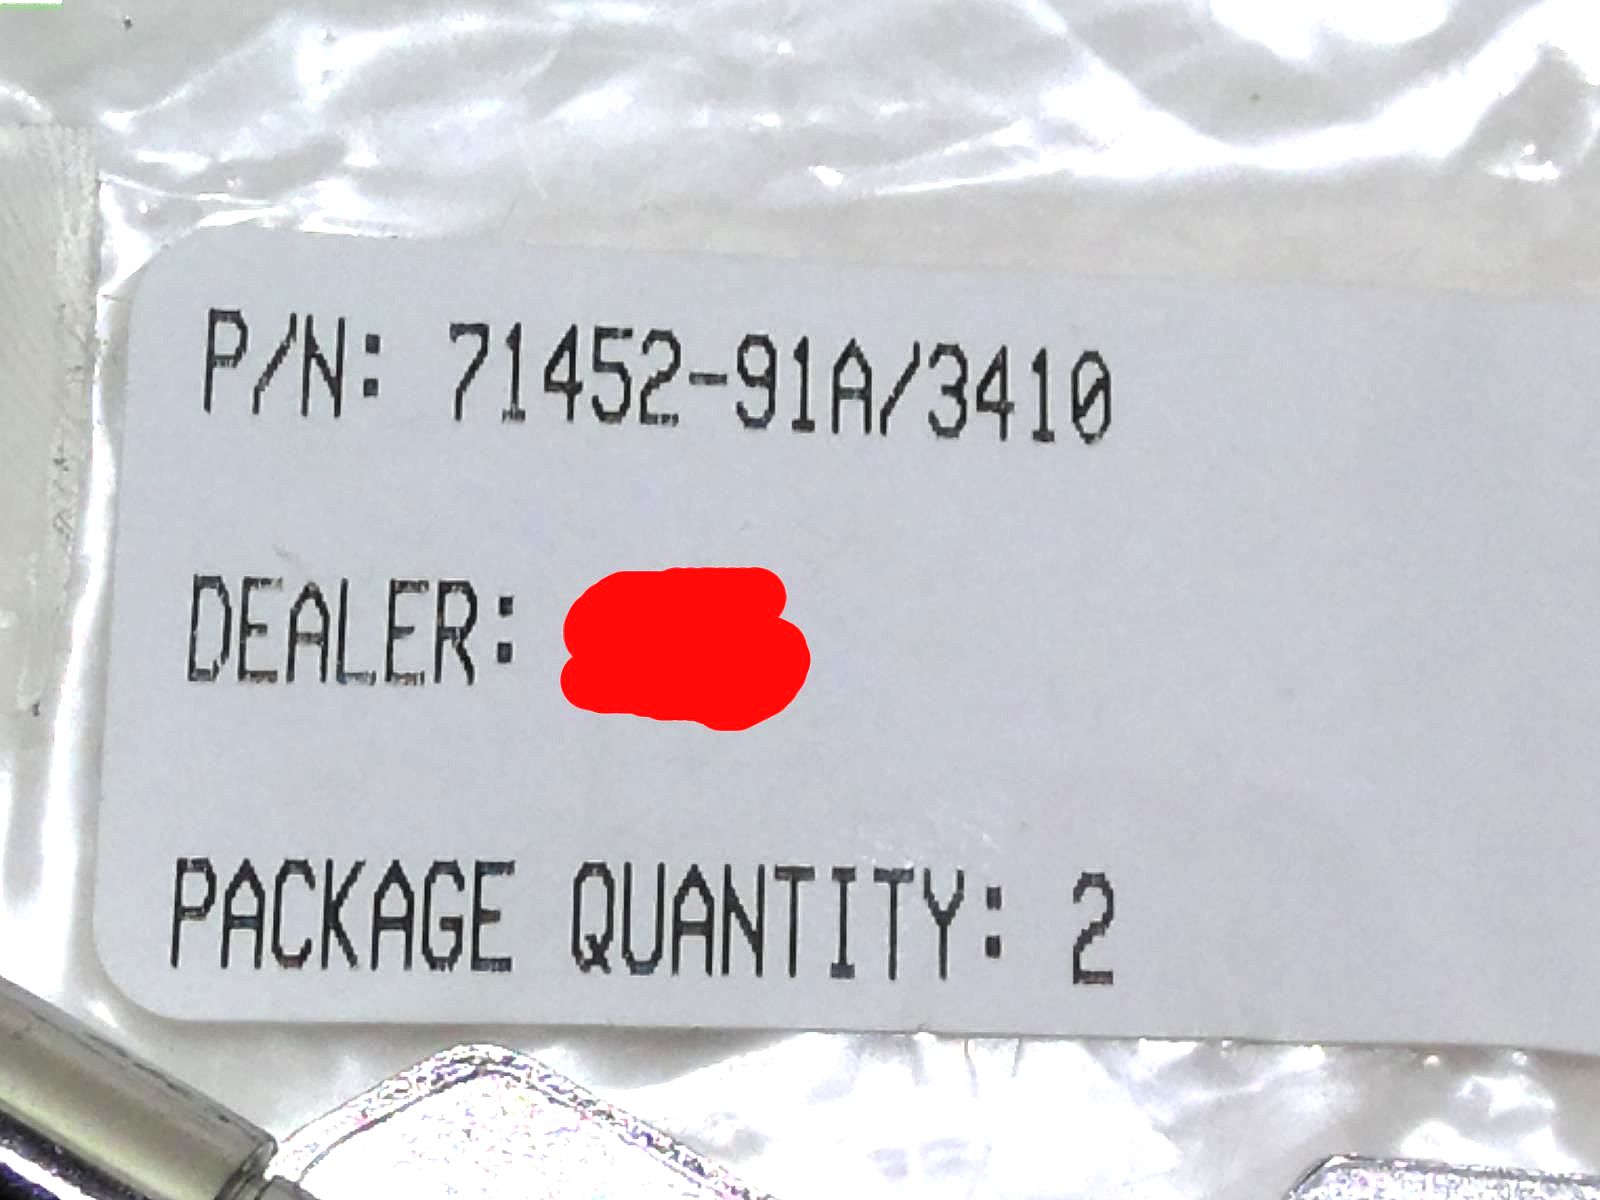 P/N: 71452-91A/3410
DEALER:
PACKAGE QUANTITY: 2